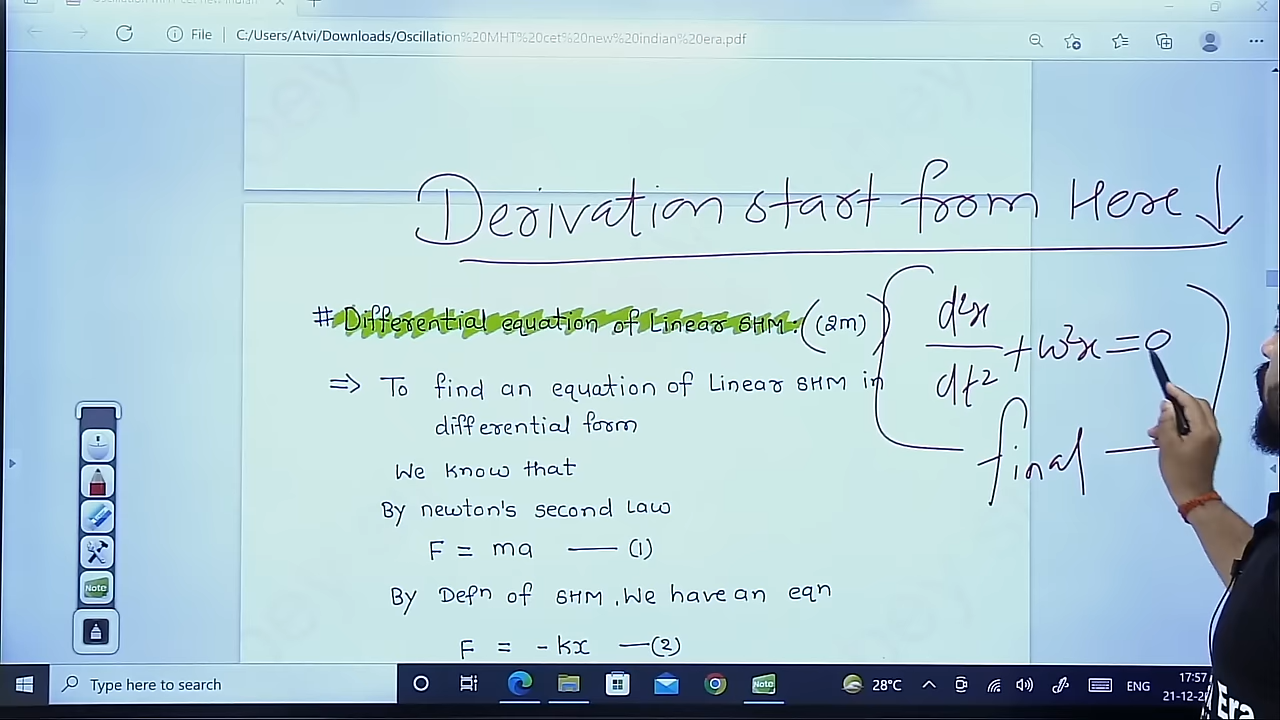 File C:/Users/Atvi/Downloads/Oscillation%20MHT%20cet%20new%20indian%20era.pdf
Derivation start from Here ↓
# Differential equation of Linear SHM: (2m)
d²x/dt² + ω²x = 0
final
⇒ To find an equation of Linear SHM in
differential form
We know that
By newton's second Law
F = ma — (1)
By Defn of SHM, We have an eqn
F = - kx — (2)
Note
Type here to search
Note
28°C
ENG
17:57
Era